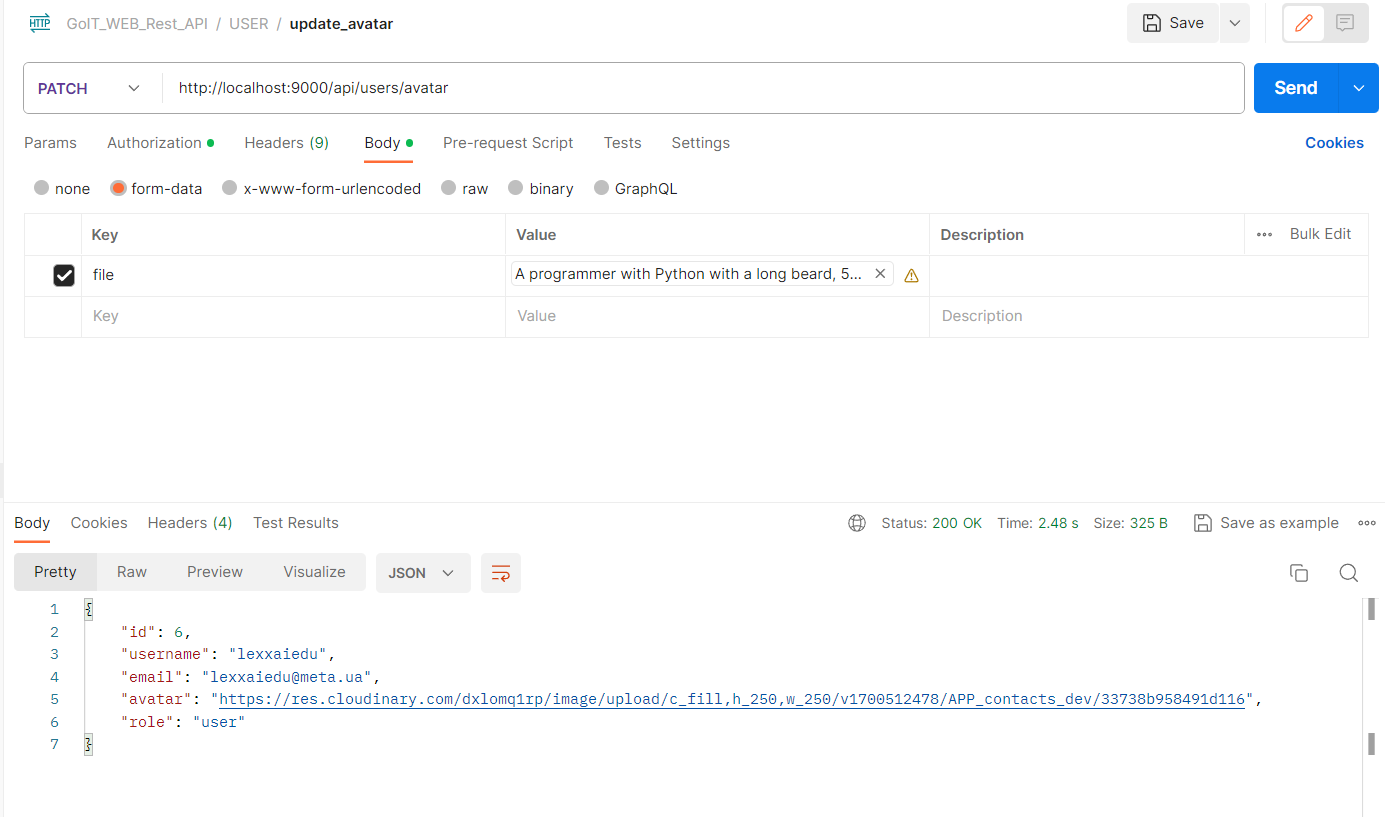 HTTP GoIT_WEB_Rest_API / USER / update_avatar Save
PATCH http://localhost:9000/api/users/avatar Send
Params Authorization Headers (9) Body Pre-request Script Tests Settings Cookies
none form-data x-www-form-urlencoded raw binary GraphQL
Key Value Description Bulk Edit
file A programmer with Python with a long beard, 5...
Key Value Description
Body Cookies Headers (4) Test Results Status: 200 OK Time: 2.48 s Size: 325 B Save as example
Pretty Raw Preview Visualize JSON
1 {
2 "id": 6,
3 "username": "lexxaiedu",
4 "email": "lexxaiedu@meta.ua",
5 "avatar": "https://res.cloudinary.com/dxlomq1rp/image/upload/c_fill,h_250,w_250/v1700512478/APP_contacts_dev/33738b958491d116",
6 "role": "user"
7 }